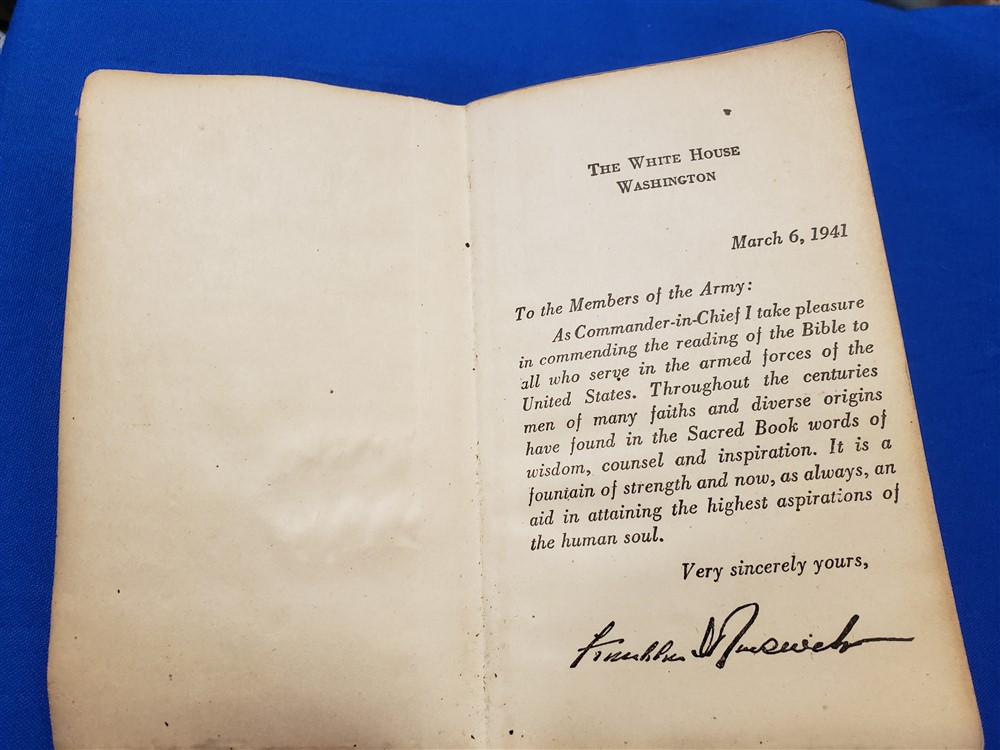 THE WHITE HOUSE
WASHINGTON
March 6, 1941
To the Members of the Army:
As Commander-in-Chief I take pleasure
in commending the reading of the Bible to
all who serve in the armed forces of the
United States. Throughout the centuries
men of many faiths and diverse origins
have found in the Sacred Book words of
wisdom, counsel and inspiration. It is a
fountain of strength and now, as always, an
aid in attaining the highest aspirations of
the human soul.
Very sincerely yours,
Franklin D Roosevelt